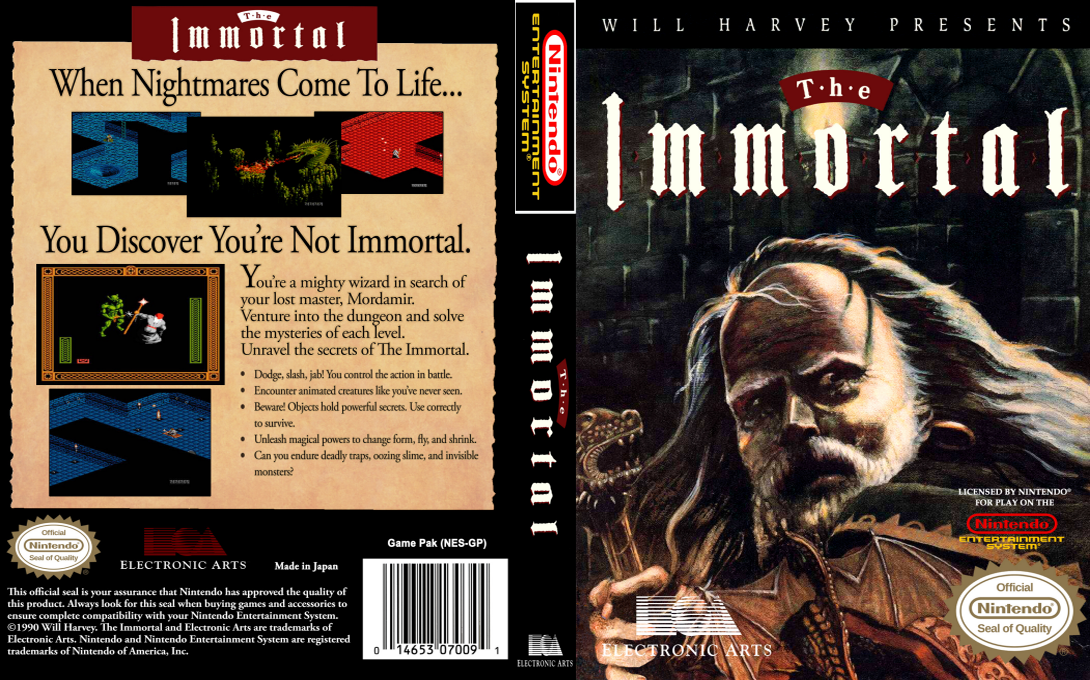 The
Immortal
When Nightmares Come To Life...
You Discover You're Not Immortal.
You're a mighty wizard in search of
your lost master, Mordamir.
Venture into the dungeon and solve
the mysteries of each level.
Unravel the secrets of The Immortal.
• Dodge, slash, jab! You control the action in battle.
• Encounter animated creatures like you've never seen.
• Beware! Objects hold powerful secrets. Use correctly
to survive.
• Unleash magical powers to change form, fly, and shrink.
• Can you endure deadly traps, oozing slime, and invisible
monsters?
Official
Nintendo®
Seal of Quality
ELECTRONIC ARTS
Made in Japan
Game Pak (NES-GP)
This official seal is your assurance that Nintendo has approved the quality of
this product. Always look for this seal when buying games and accessories to
ensure complete compatibility with your Nintendo Entertainment System.
©1990 Will Harvey. The Immortal and Electronic Arts are trademarks of
Electronic Arts. Nintendo and Nintendo Entertainment System are registered
trademarks of Nintendo of America, Inc.
0 14653 07009 1
Nintendo®
ENTERTAINMENT
SYSTEM®
The
Immortal
ELECTRONIC ARTS
WILL HARVEY PRESENTS
T·h·e
Immortal
LICENSED BY NINTENDO®
FOR PLAY ON THE
Nintendo
ENTERTAINMENT
SYSTEM®
Official
Nintendo®
Seal of Quality
ELECTRONIC ARTS